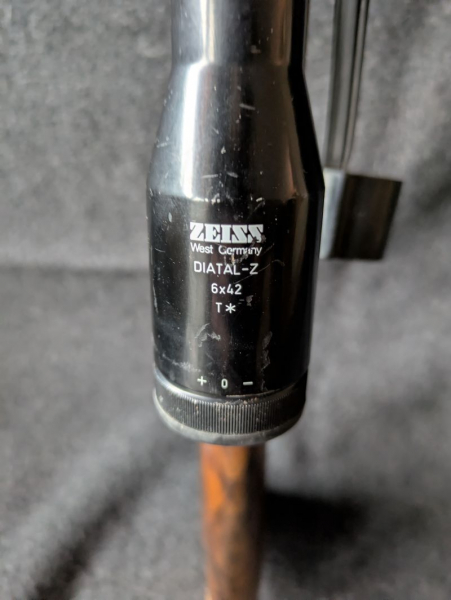 ZEISS
West Germany
DIATAL-Z
6x42
T*
+ 0 -